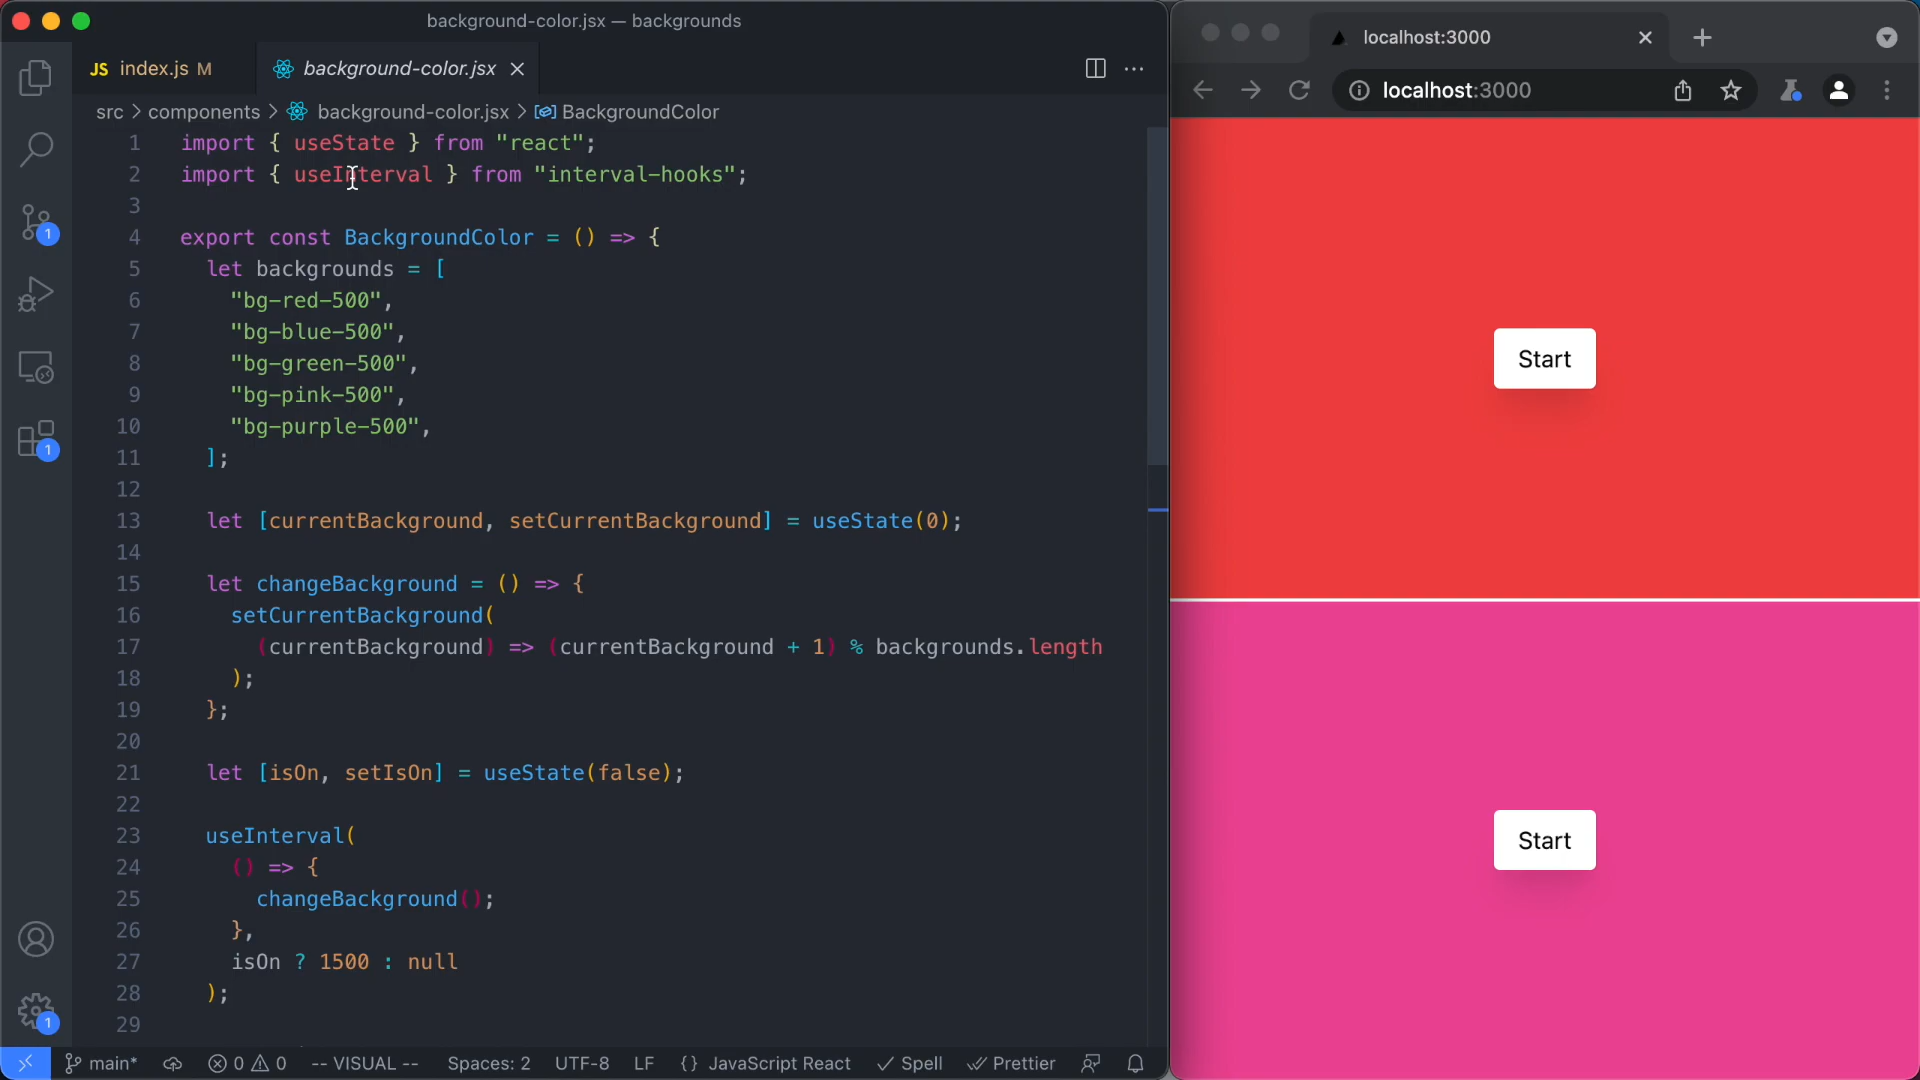 background-color.jsx — backgrounds
JS index.js M
background-color.jsx
src > components > background-color.jsx > BackgroundColor
1 import { useState } from "react";
2 import { useInterval } from "interval-hooks";
3
4 export const BackgroundColor = () => {
5 let backgrounds = [
6 "bg-red-500",
7 "bg-blue-500",
8 "bg-green-500",
9 "bg-pink-500",
10 "bg-purple-500",
11 ];
12
13 let [currentBackground, setCurrentBackground] = useState(0);
14
15 let changeBackground = () => {
16 setCurrentBackground(
17 (currentBackground) => (currentBackground + 1) % backgrounds.length
18 );
19 };
20
21 let [isOn, setIsOn] = useState(false);
22
23 useInterval(
24 () => {
25 changeBackground();
26 },
27 isOn ? 1500 : null
28 );
29
1
1
1
main* 0 0 -- VISUAL -- Spaces: 2 UTF-8 LF {} JavaScript React Spell Prettier
localhost:3000
localhost:3000
Start
Start